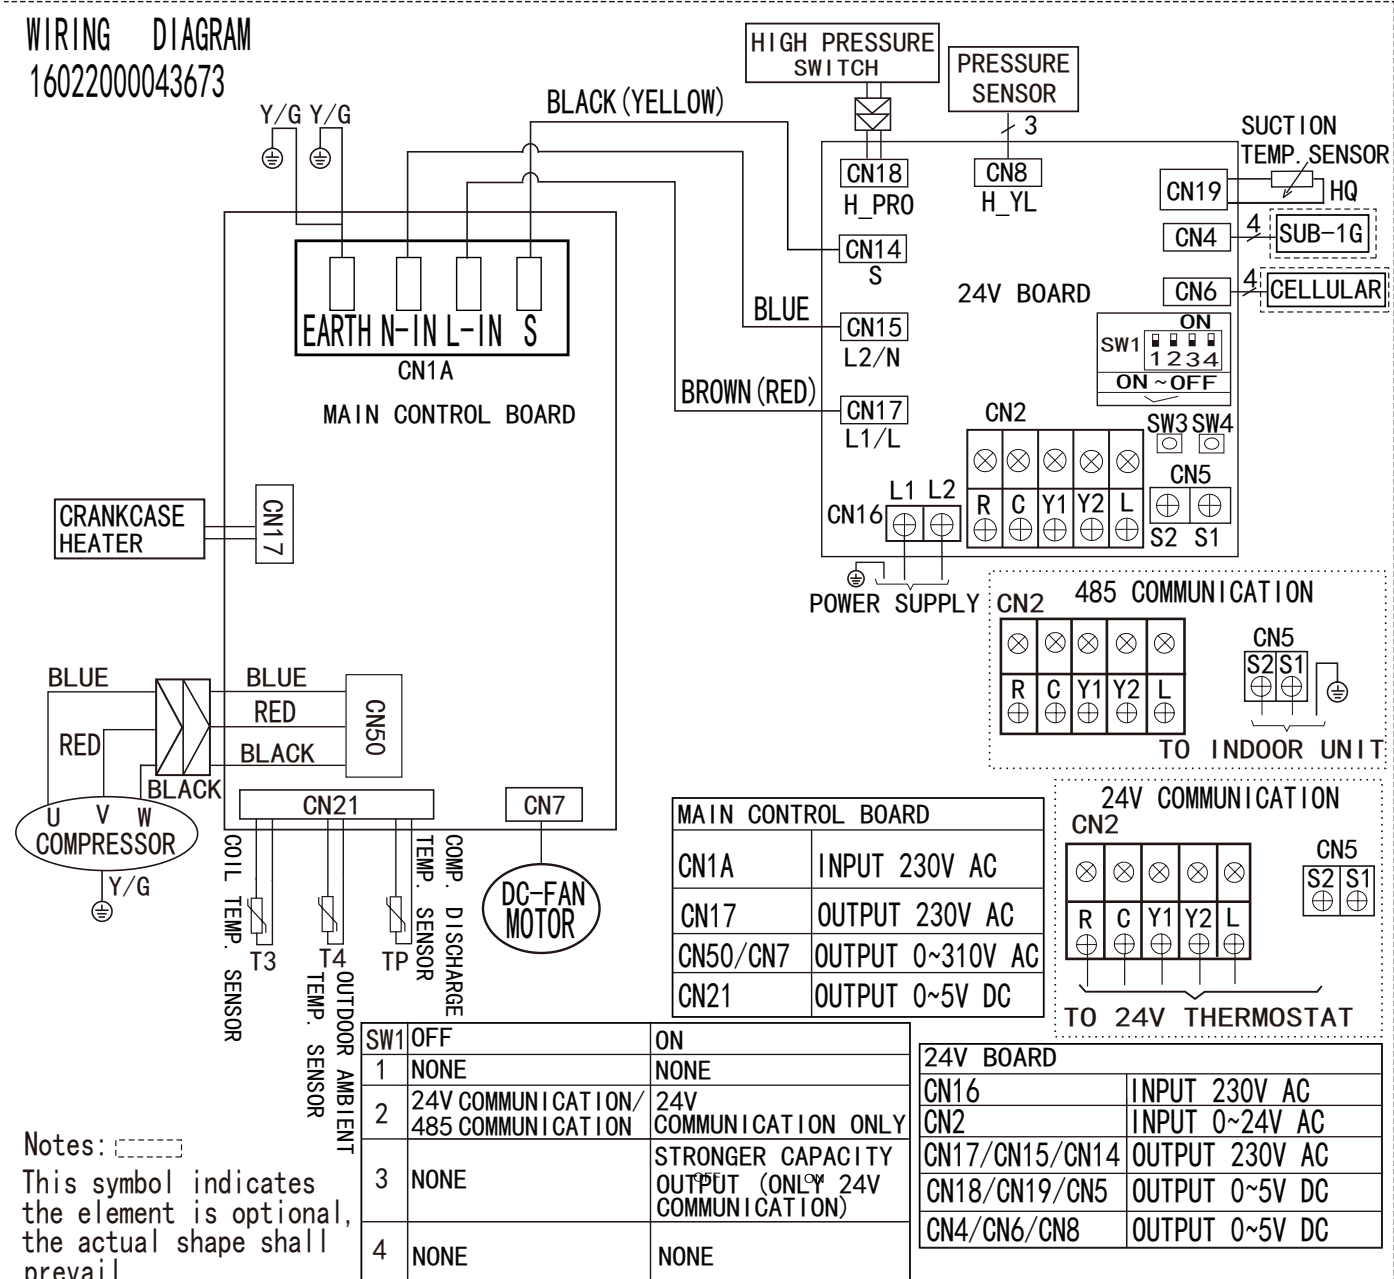 WIRING DIAGRAM
16022000043673
Y/G Y/G
BLACK(YELLOW)
HIGH PRESSURE
SWITCH
PRESSURE
SENSOR
3
SUCTION
TEMP. SENSOR
CN18
H_PRO
CN8
H_YL
CN19
HQ
CN4
4
SUB-1G
CN6
4
CELLULAR
CN14
S
24V BOARD
BLUE
CN15
L2/N
BROWN(RED)
CN17
L1/L
ON
SW1
1234
ON~OFF
SW3 SW4
CN2
R C Y1 Y2 L
CN5
S2 S1
CN16
L1 L2
POWER SUPPLY
EARTH N-IN L-IN S
CN1A
MAIN CONTROL BOARD
CRANKCASE
HEATER
CN17
BLUE
RED
BLACK
BLUE
RED
BLACK
CN50
U V W
COMPRESSOR
Y/G
CN21
CN7
DC-FAN
MOTOR
COIL TEMP. SENSOR
T3
T4
OUTDOOR AMBIENT
TEMP. SENSOR
TP
COMP. DISCHARGE
TEMP. SENSOR
485 COMMUNICATION
CN2
R C Y1 Y2 L
CN5
S2 S1
TO INDOOR UNIT
24V COMMUNICATION
CN2
R C Y1 Y2 L
CN5
S2 S1
TO 24V THERMOSTAT
MAIN CONTROL BOARD
CN1A INPUT 230V AC
CN17 OUTPUT 230V AC
CN50/CN7 OUTPUT 0~310V AC
CN21 OUTPUT 0~5V DC
SW1 OFF ON
1 NONE NONE
2 24V COMMUNICATION/
485 COMMUNICATION
24V
COMMUNICATION ONLY
3 NONE
STRONGER CAPACITY
OUTPUT (ONLY 24V
COMMUNICATION)
OFF ON
4 NONE NONE
24V BOARD
CN16 INPUT 230V AC
CN2 INPUT 0~24V AC
CN17/CN15/CN14 OUTPUT 230V AC
CN18/CN19/CN5 OUTPUT 0~5V DC
CN4/CN6/CN8 OUTPUT 0~5V DC
Notes:
This symbol indicates
the element is optional,
the actual shape shall
prevail